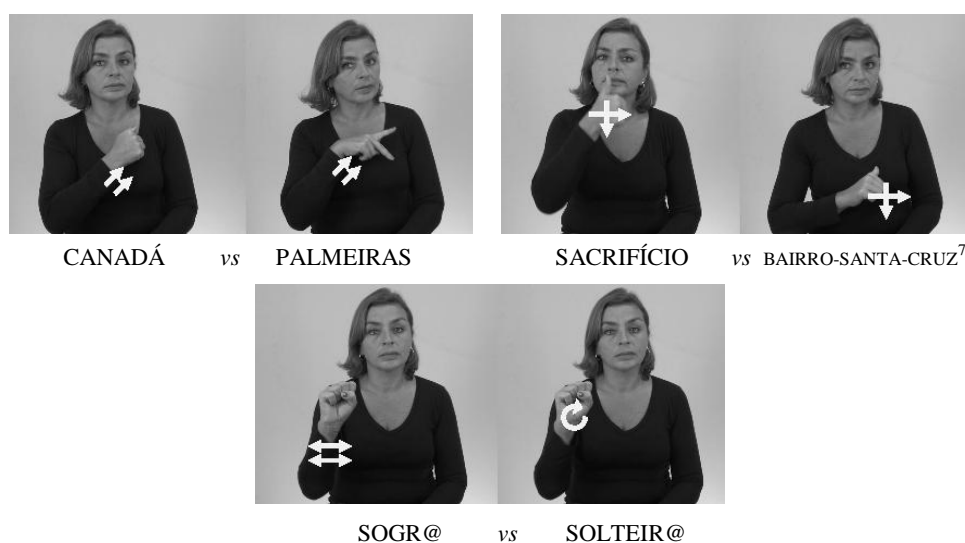 CANADÁ vs PALMEIRAS SACRIFÍCIO vs BAIRRO-SANTA-CRUZ7
SOGR@ vs SOLTEIR@